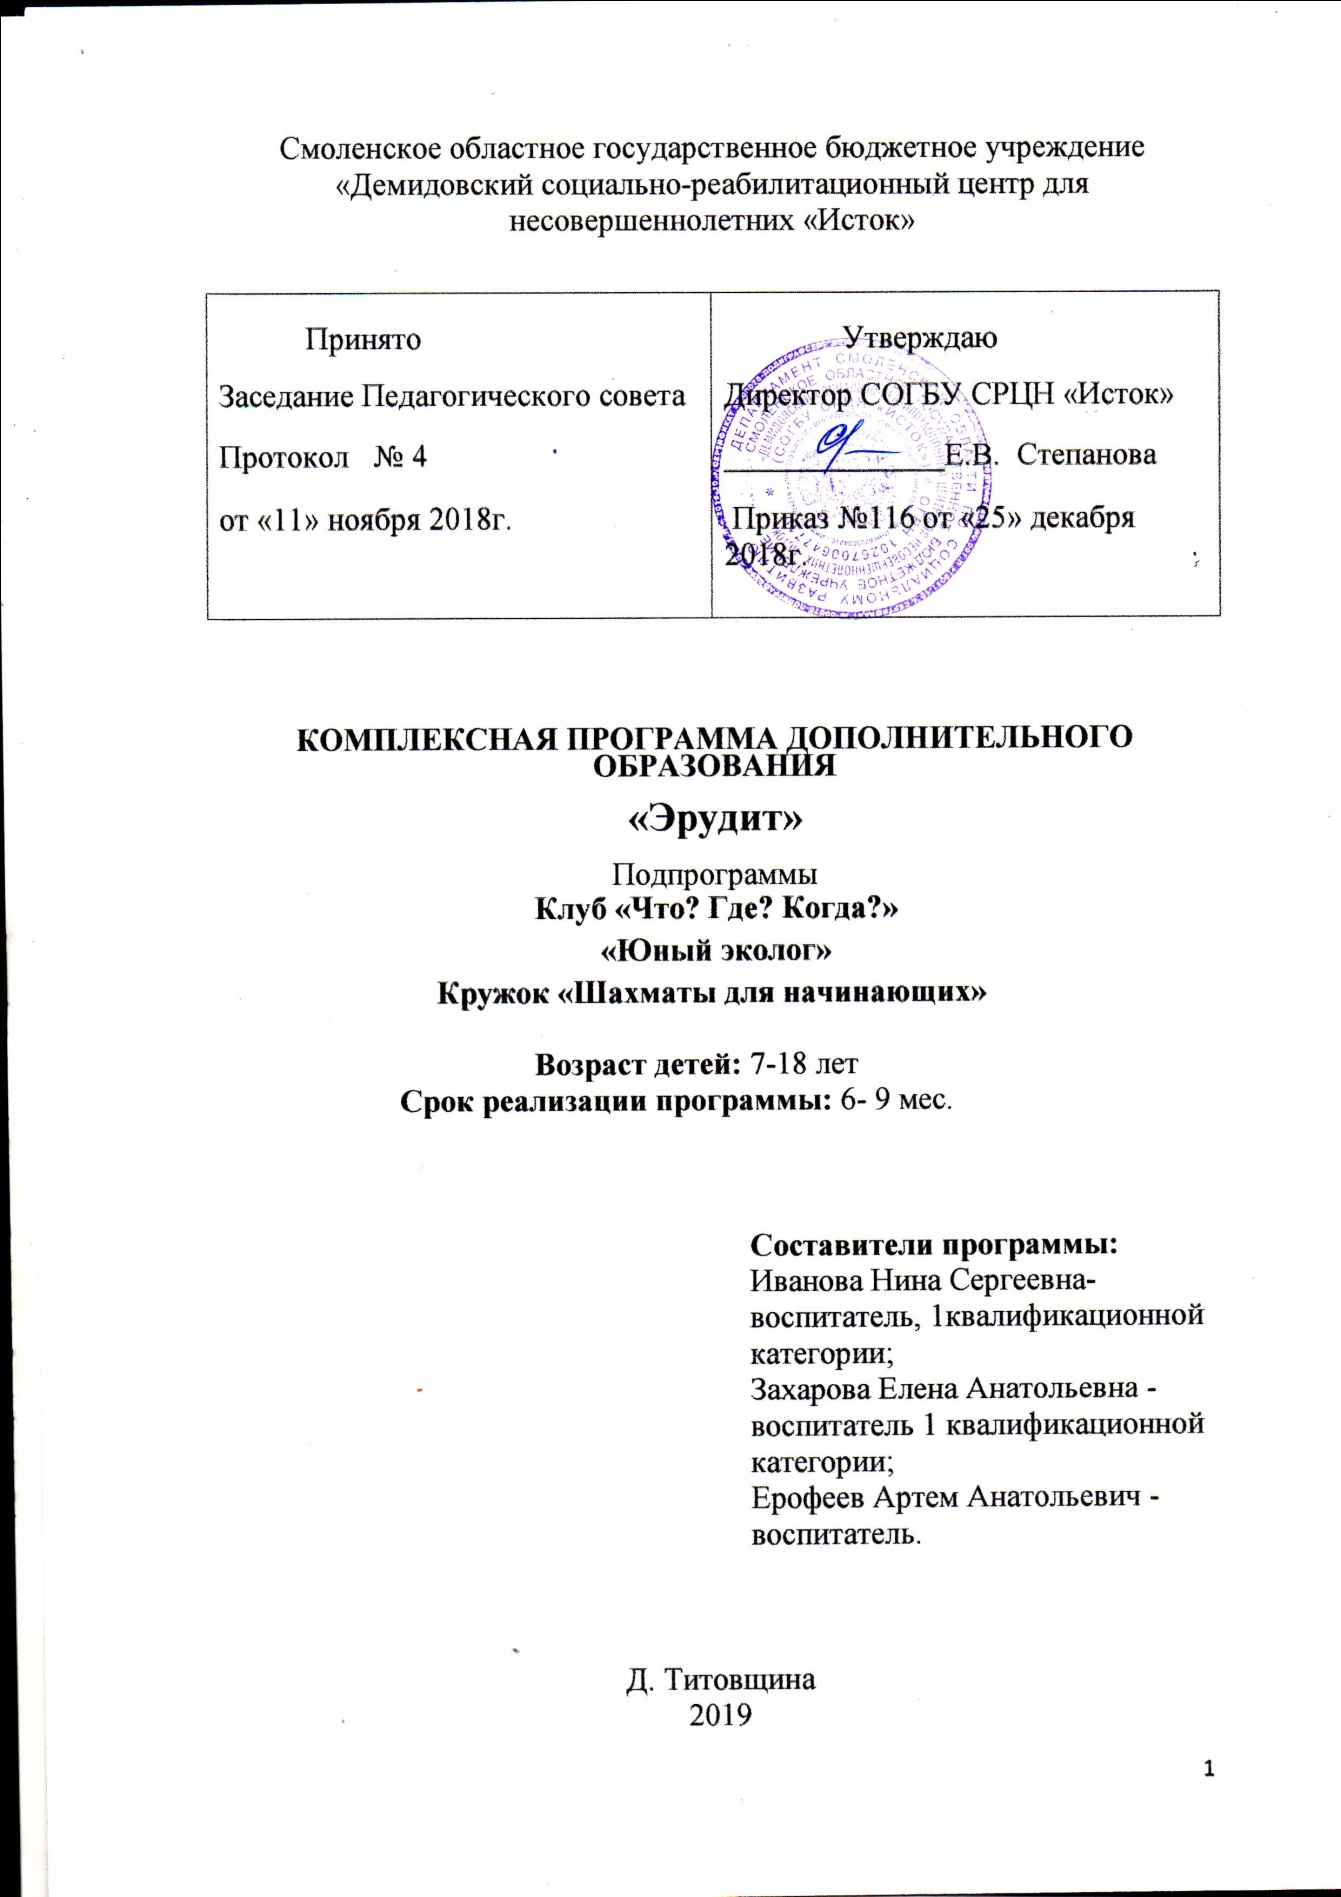 Смоленское областное государственное бюджетное учреждение
«Демидовский социально-реабилитационный центр для
несовершеннолетних «Исток»
Принято
Заседание Педагогического совета
Протокол № 4
от «11» ноября 2018г.
Утверждаю
Директор СОГБУ СРЦН «Исток»
____________Е.В. Степанова
Приказ №116 от «25» декабря
2018г.
КОМПЛЕКСНАЯ ПРОГРАММА ДОПОЛНИТЕЛЬНОГО
ОБРАЗОВАНИЯ
«Эрудит»
Подпрограммы
Клуб «Что? Где? Когда?»
«Юный эколог»
Кружок «Шахматы для начинающих»
Возраст детей: 7-18 лет
Срок реализации программы: 6- 9 мес.
Составители программы:
Иванова Нина Сергеевна-
воспитатель, 1квалификационной
категории;
Захарова Елена Анатольевна -
воспитатель 1 квалификационной
категории;
Ерофеев Артем Анатольевич -
воспитатель.
Д. Титовщина
2019
1